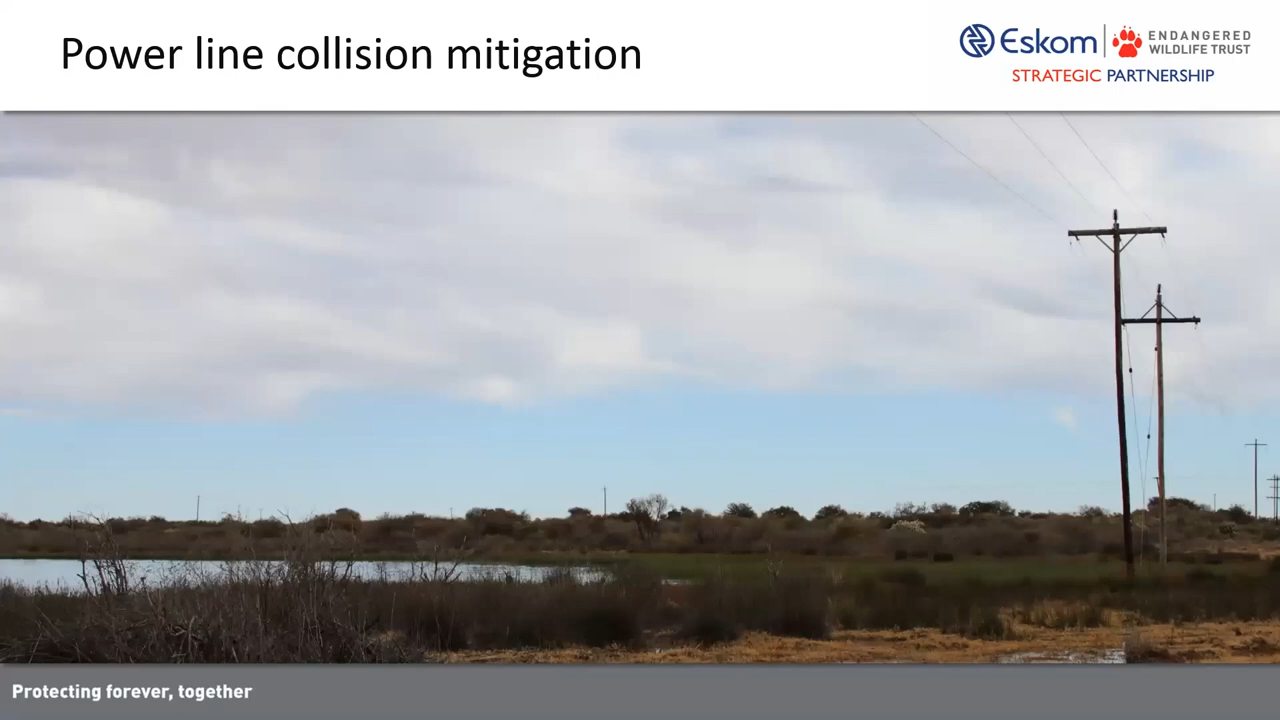 Power line collision mitigation
Eskom
ENDANGERED
WILDLIFE TRUST
STRATEGIC PARTNERSHIP
Protecting forever, together